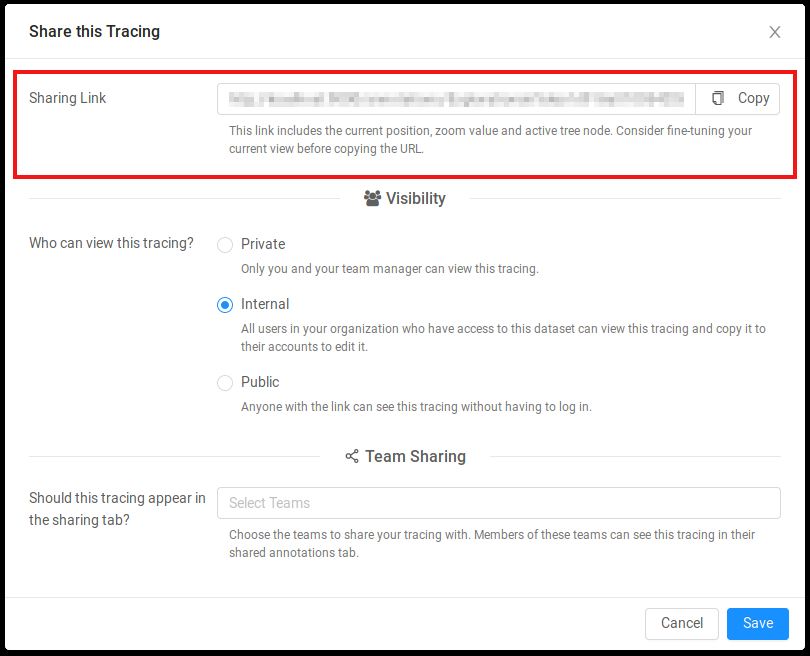 Share this Tracing
Sharing Link
Copy
This link includes the current position, zoom value and active tree node. Consider fine-tuning your
current view before copying the URL.
Visibility
Who can view this tracing?
Private
Only you and your team manager can view this tracing.
Internal
All users in your organization who have access to this dataset can view this tracing and copy it to
their accounts to edit it.
Public
Anyone with the link can see this tracing without having to log in.
Team Sharing
Should this tracing appear in
the sharing tab?
Select Teams
Choose the teams to share your tracing with. Members of these teams can see this tracing in their
shared annotations tab.
Cancel
Save